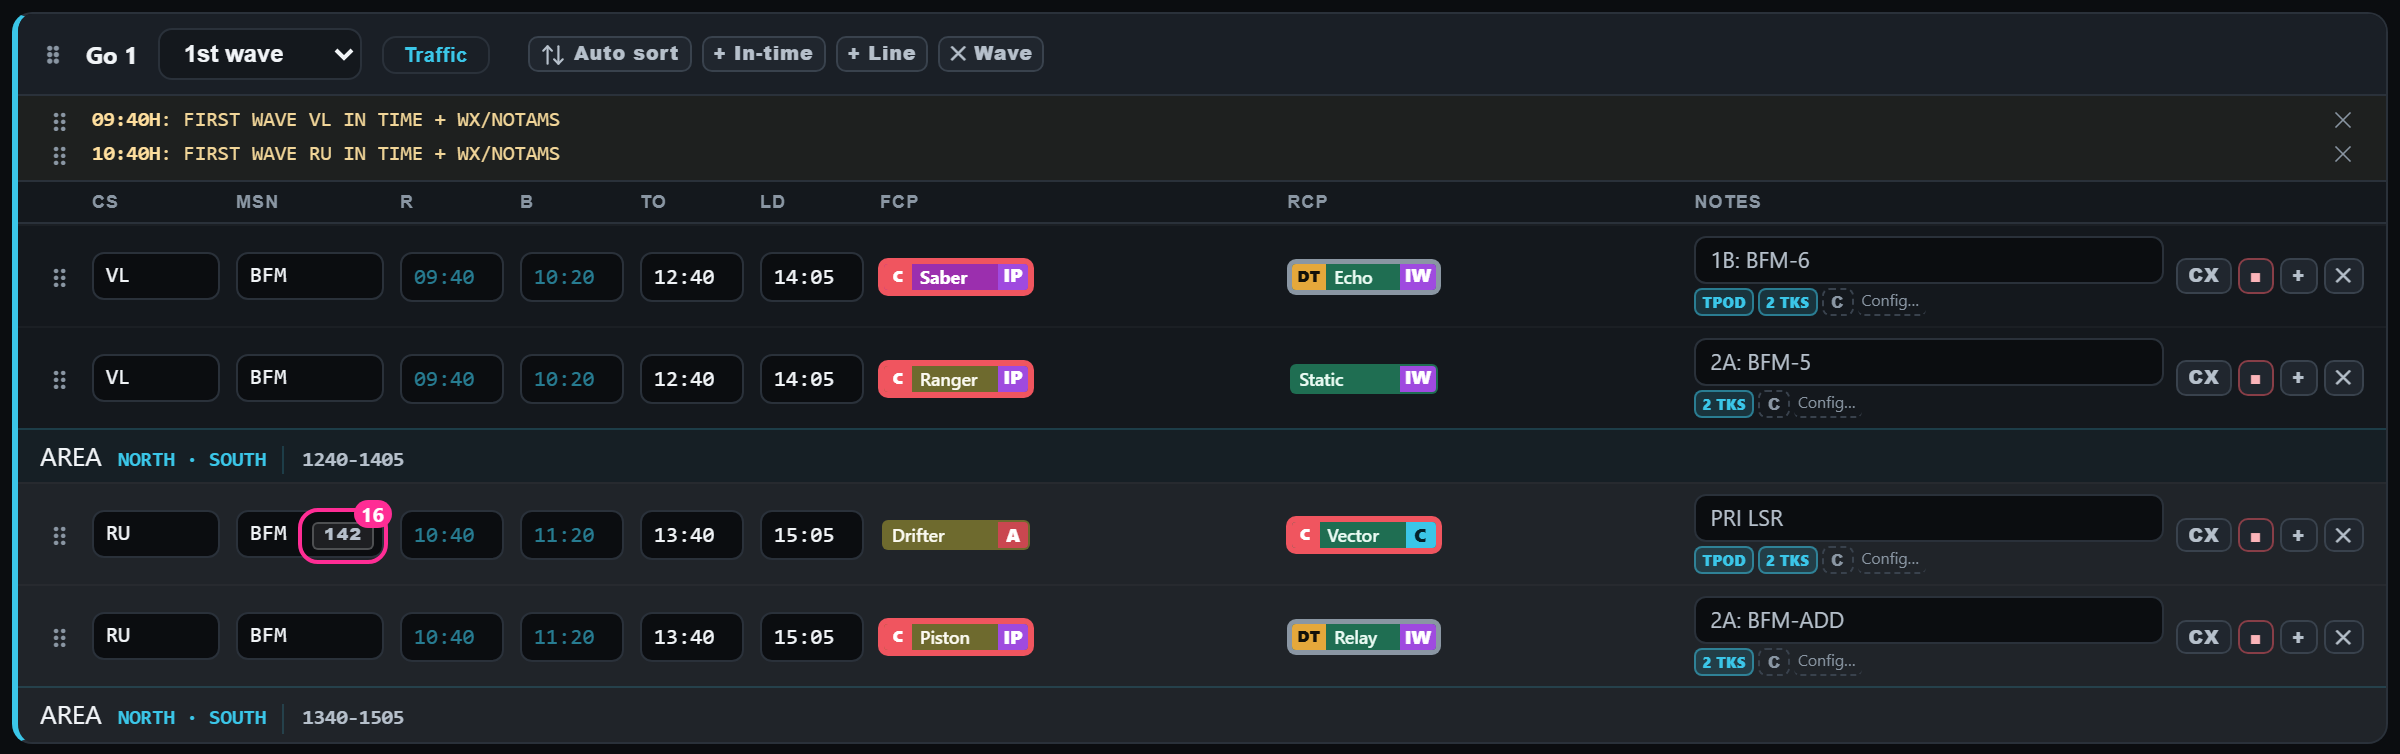 Go 1 1st wave Traffic Auto sort + In-time + Line × Wave
09:40H: FIRST WAVE VL IN TIME + WX/NOTAMS ×
10:40H: FIRST WAVE RU IN TIME + WX/NOTAMS ×
CS MSN R B TO LD FCP RCP NOTES
VL BFM 09:40 10:20 12:40 14:05 C Saber IP DT Echo IW 1B: BFM-6 CX + ×
TPOD 2 TKS C Config...
VL BFM 09:40 10:20 12:40 14:05 C Ranger IP Static IW 2A: BFM-5 CX + ×
2 TKS C Config...
AREA NORTH · SOUTH 1240-1405
RU BFM 142 16 10:40 11:20 13:40 15:05 Drifter A C Vector C PRI LSR CX + ×
TPOD 2 TKS C Config...
RU BFM 10:40 11:20 13:40 15:05 C Piston IP DT Relay IW 2A: BFM-ADD CX + ×
2 TKS C Config...
AREA NORTH · SOUTH 1340-1505